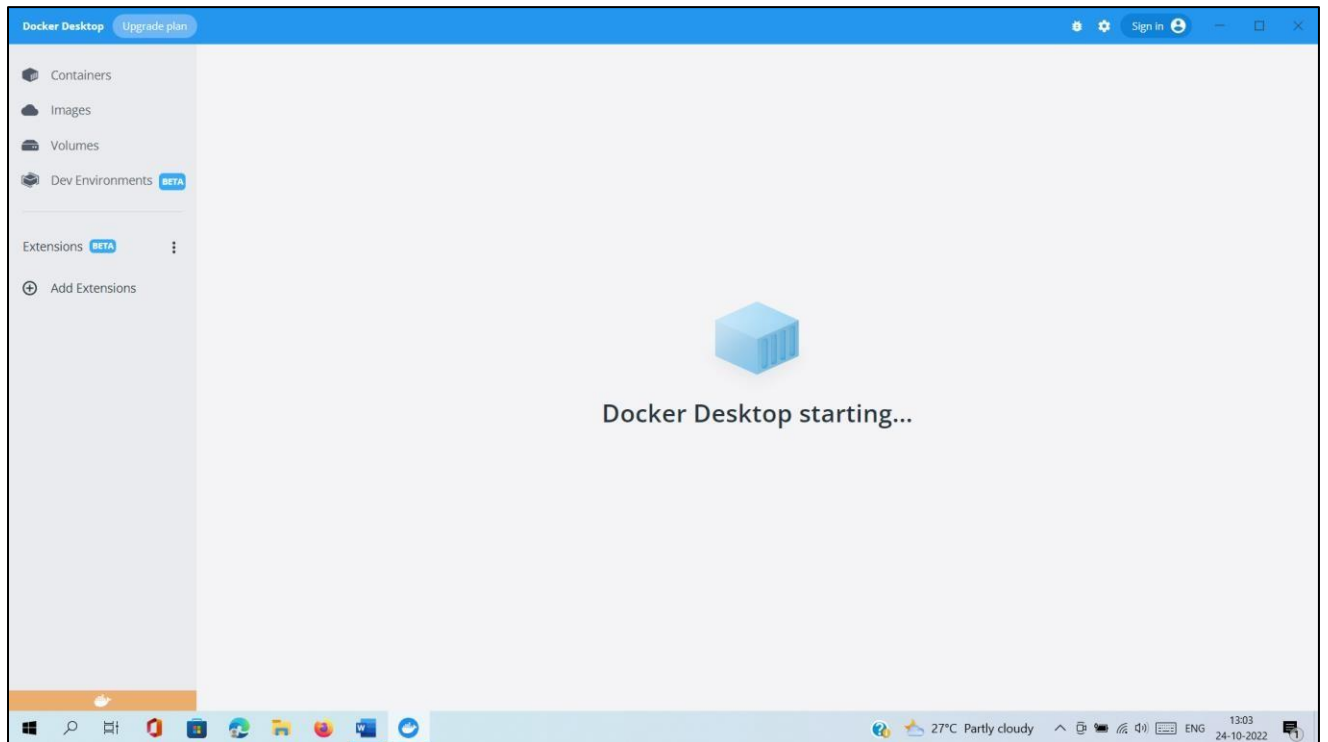 Docker Desktop Upgrade plan Sign in
Containers
Images
Volumes
Dev Environments BETA
Extensions BETA
Add Extensions
Docker Desktop starting...
27°C Partly cloudy ENG 13:03
24-10-2022 1